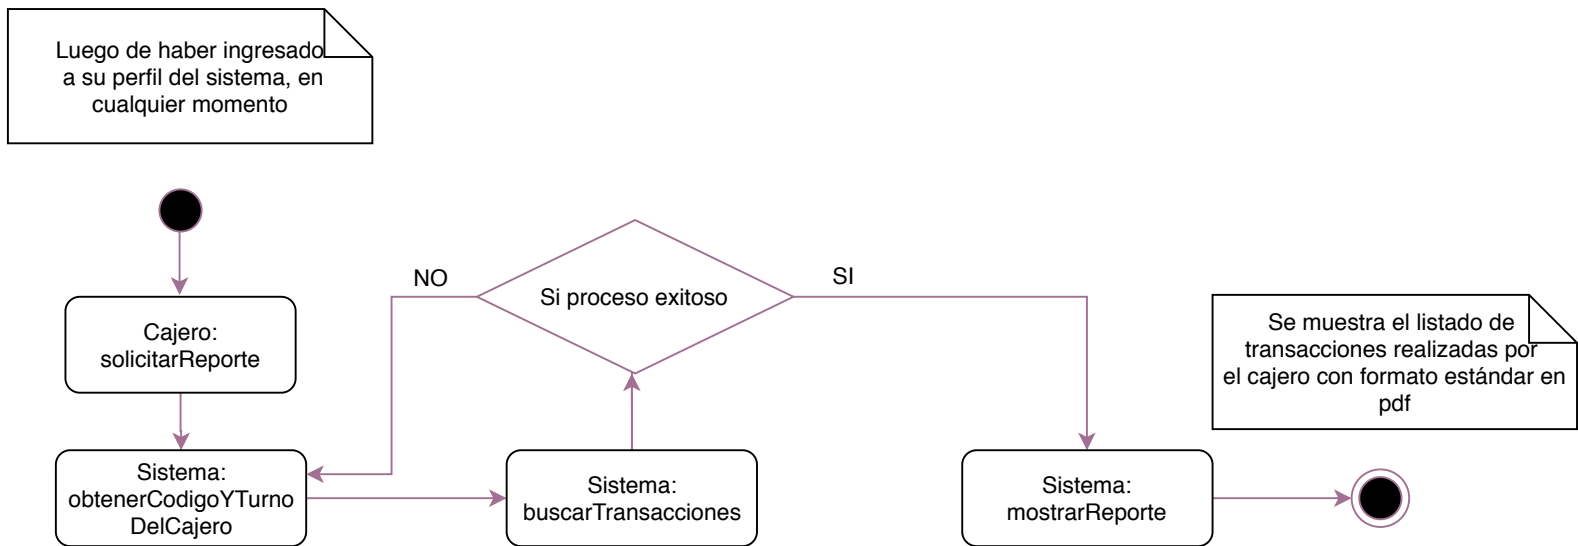 Luego de haber ingresado
a su perfil del sistema, en
cualquier momento
NO
Si proceso exitoso
SI
Cajero:
solicitarReporte
Se muestra el listado de
transacciones realizadas por
el cajero con formato estándar en
pdf
Sistema:
obtenerCodigoYTurno
DelCajero
Sistema:
buscarTransacciones
Sistema:
mostrarReporte